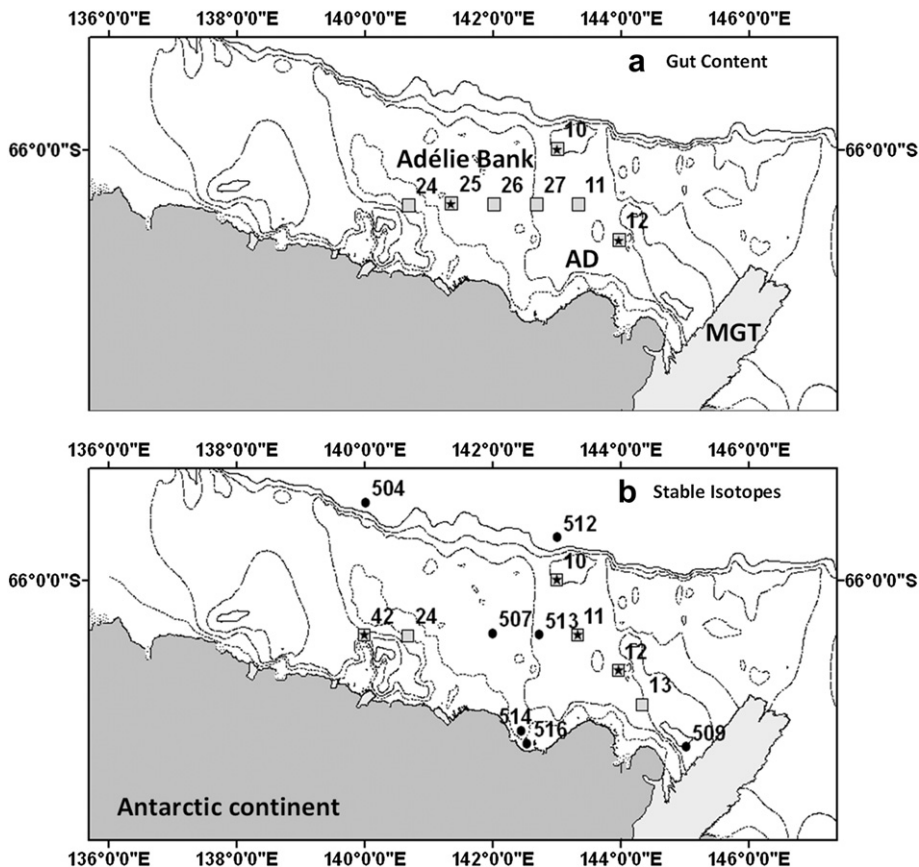 136°0'0"E 138°0'0"E 140°0'0"E 142°0'0"E 144°0'0"E 146°0'0"E
a Gut Content
10
66°0'0"S 66°0'0"S
Adélie Bank
24 25 26 27 11
12
AD
MGT
136°0'0"E 138°0'0"E 140°0'0"E 142°0'0"E 144°0'0"E 146°0'0"E
b Stable Isotopes
504
512
10
66°0'0"S 66°0'0"S
42 24 507 513 11
12
13
514
516 509
Antarctic continent
136°0'0"E 138°0'0"E 140°0'0"E 142°0'0"E 144°0'0"E 146°0'0"E